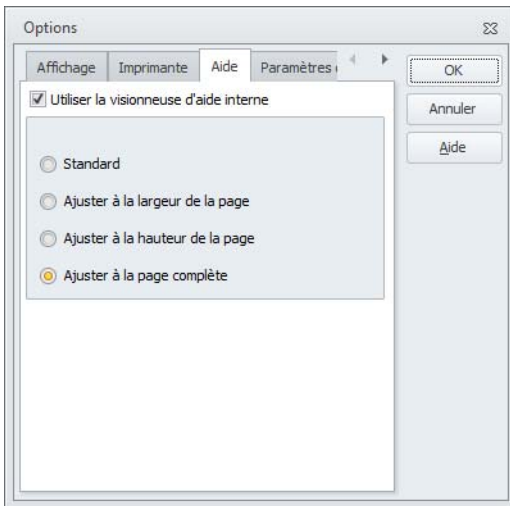 Options
Affichage Imprimante Aide Paramètres
OK
Utiliser la visionneuse d'aide interne
Annuler
Aide
Standard
Ajuster à la largeur de la page
Ajuster à la hauteur de la page
Ajuster à la page complète